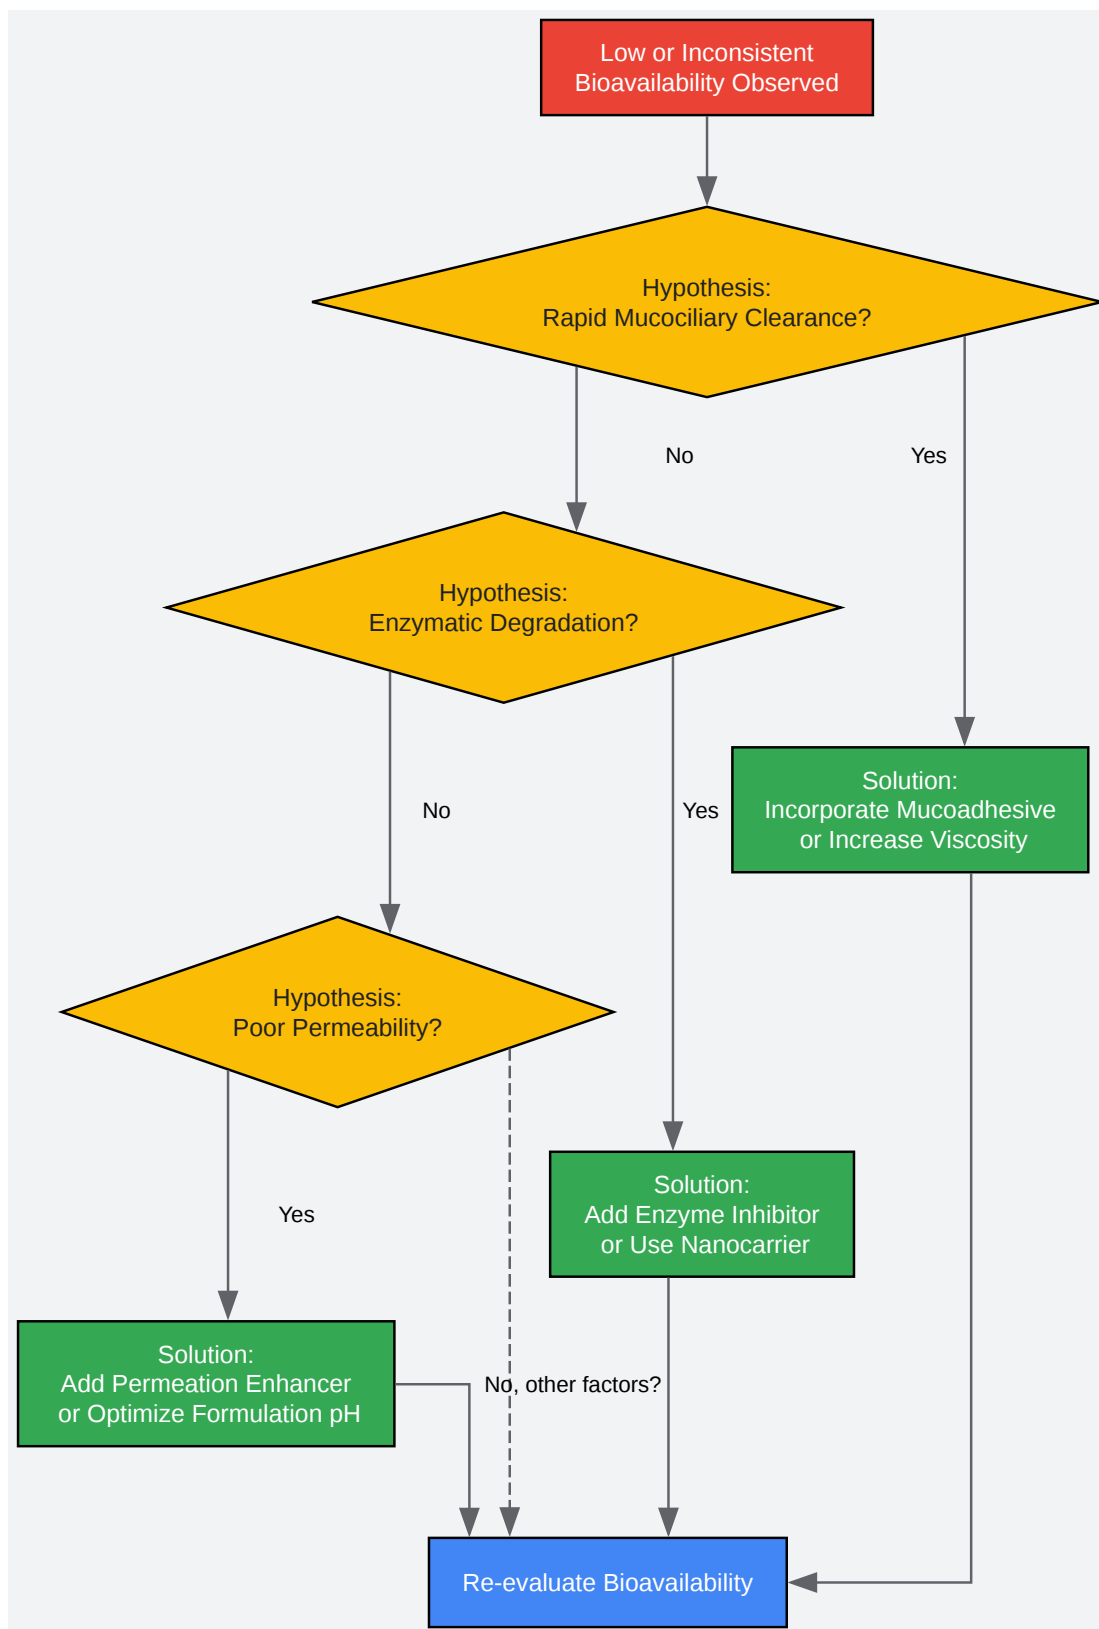 Low or Inconsistent
Bioavailability Observed
Hypothesis:
Rapid Mucociliary Clearance?
No
Yes
Hypothesis:
Enzymatic Degradation?
No
Yes
Solution:
Incorporate Mucoadhesive
or Increase Viscosity
Hypothesis:
Poor Permeability?
Yes
Solution:
Add Enzyme Inhibitor
or Use Nanocarrier
Solution:
Add Permeation Enhancer
or Optimize Formulation pH
No, other factors?
Re-evaluate Bioavailability